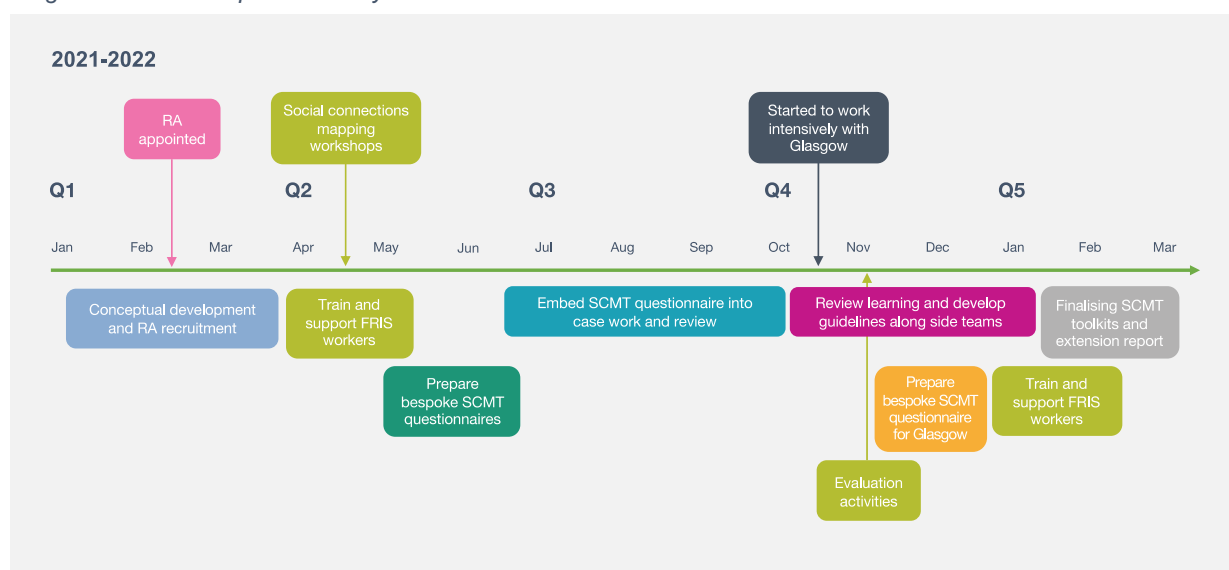 2021-2022
RA
appointed
Social connections
mapping
workshops
Started to work
intensively with
Glasgow
Q1
Q2
Q3
Q4
Q5
Jan
Feb
Mar
Apr
May
Jun
Jul
Aug
Sep
Oct
Nov
Dec
Jan
Feb
Mar
Conceptual development
and RA recruitment
Train and
support FRIS
workers
Embed SCMT questionnaire into
case work and review
Review learning and develop
guidelines along side teams
Finalising SCMT
toolkits and
extension report
Prepare
bespoke SCMT
questionnaires
Prepare
bespoke SCMT
questionnaire
for Glasgow
Train and
support FRIS
workers
Evaluation
activities